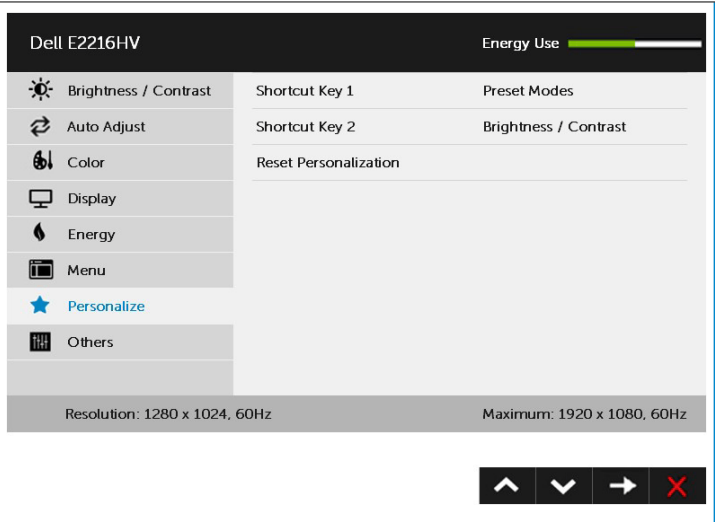 Dell E2216HV Energy Use
Brightness / Contrast Shortcut Key 1 Preset Modes
Auto Adjust Shortcut Key 2 Brightness / Contrast
Color Reset Personalization
Display
Energy
Menu
Personalize
Others
Resolution: 1280 x 1024, 60Hz Maximum: 1920 x 1080, 60Hz